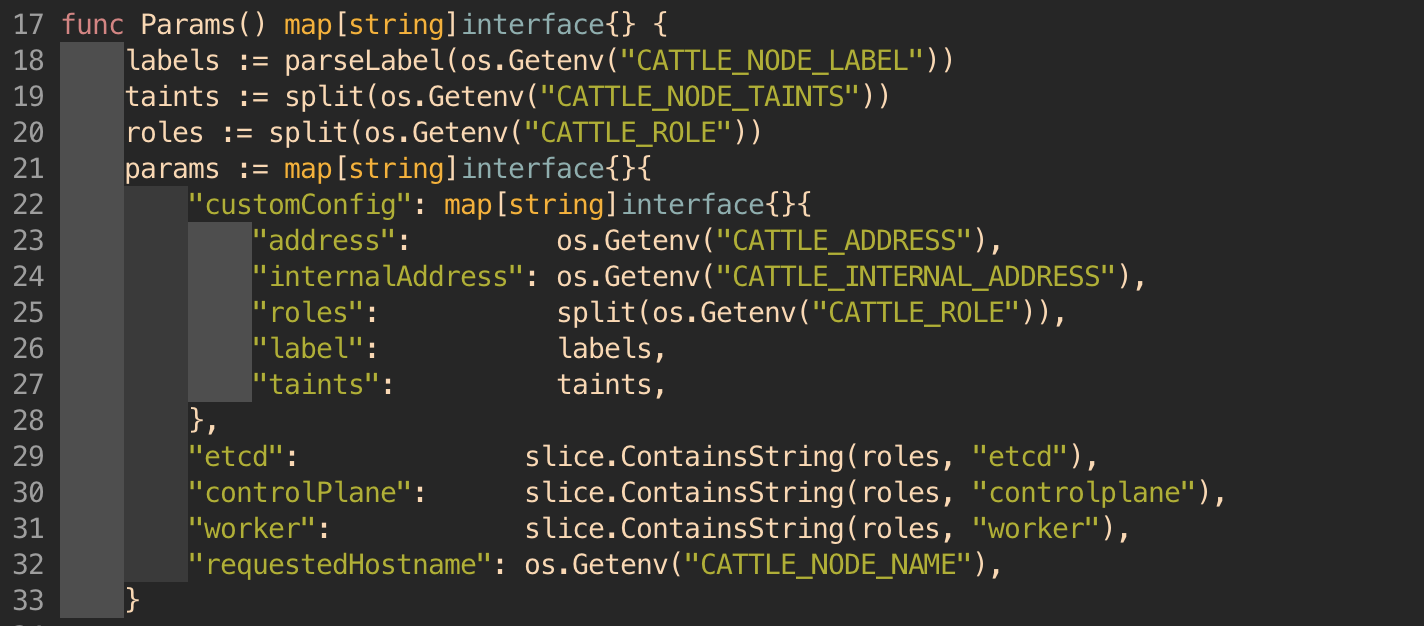 17 func Params() map[string]interface{} {
18     labels := parseLabel(os.Getenv("CATTLE_NODE_LABEL"))
19     taints := split(os.Getenv("CATTLE_NODE_TAINTS"))
20     roles := split(os.Getenv("CATTLE_ROLE"))
21     params := map[string]interface{}{
22         "customConfig": map[string]interface{}{
23             "address":         os.Getenv("CATTLE_ADDRESS"),
24             "internalAddress": os.Getenv("CATTLE_INTERNAL_ADDRESS"),
25             "roles":           split(os.Getenv("CATTLE_ROLE")),
26             "label":           labels,
27             "taints":          taints,
28         },
29         "etcd":              slice.ContainsString(roles, "etcd"),
30         "controlPlane":      slice.ContainsString(roles, "controlplane"),
31         "worker":            slice.ContainsString(roles, "worker"),
32         "requestedHostname": os.Getenv("CATTLE_NODE_NAME"),
33     }